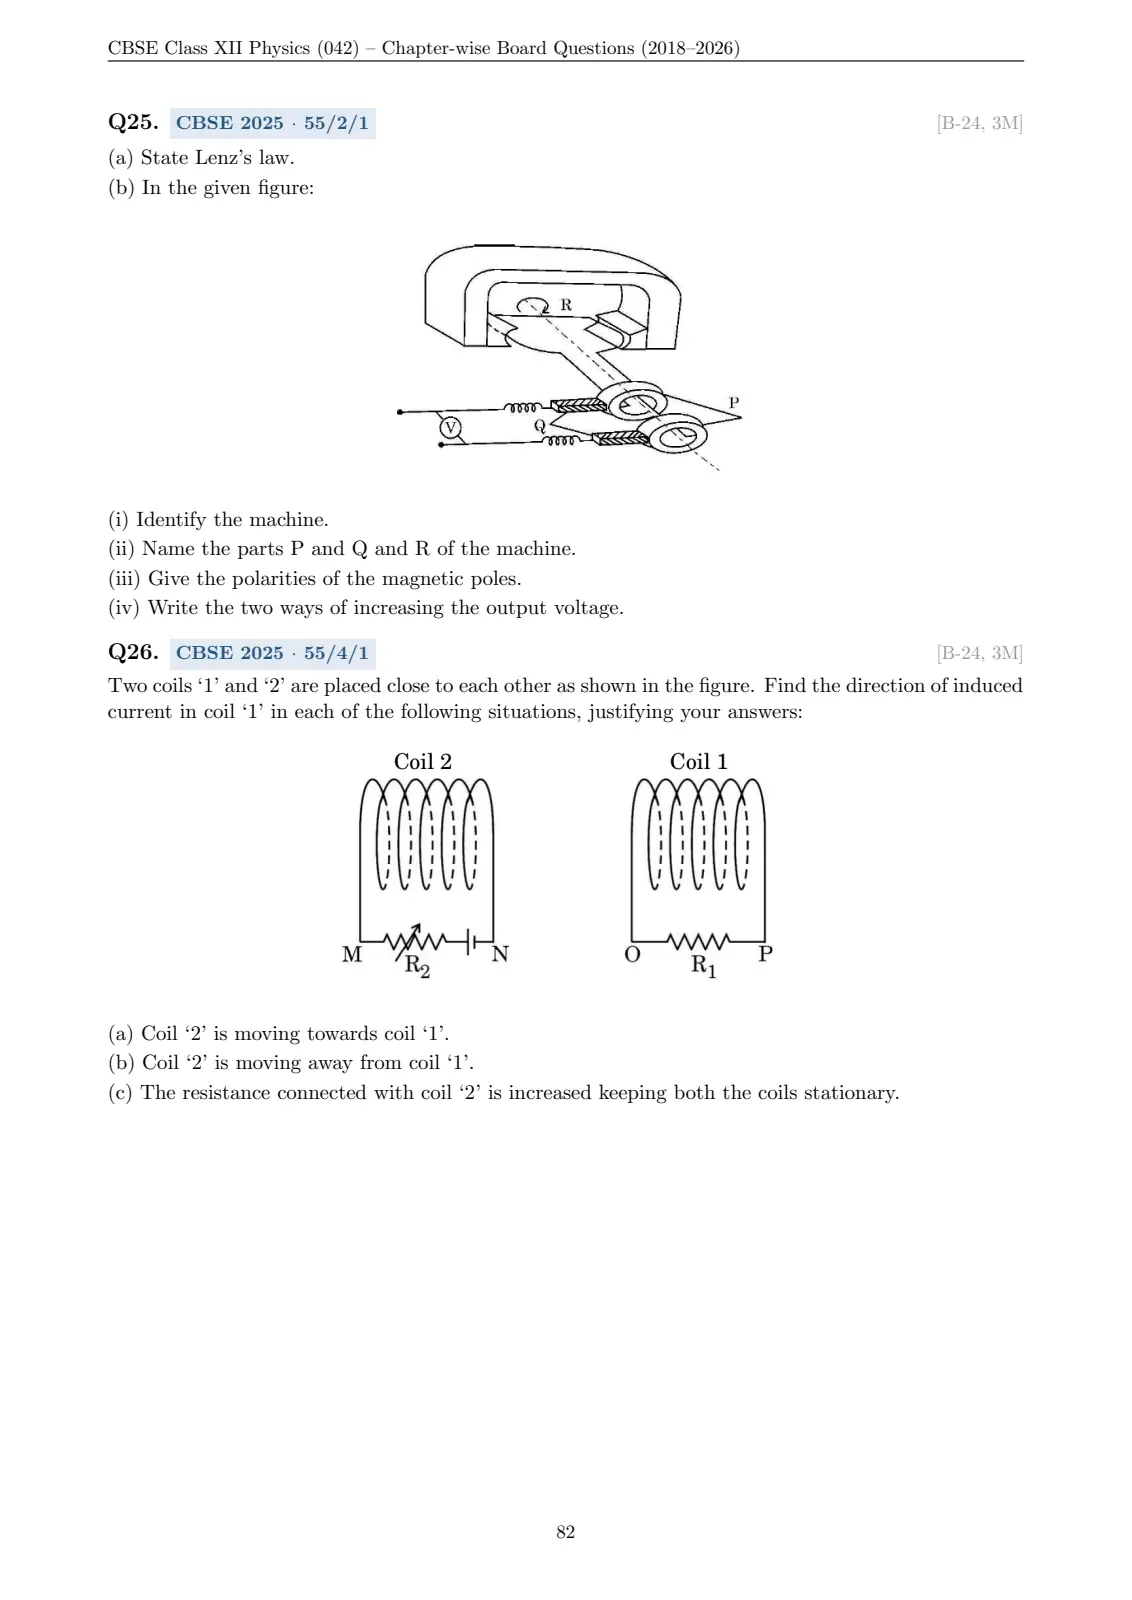 CBSE Class XII Physics (042) – Chapter-wise Board Questions (2018–2026)
Q25. CBSE 2025 · 55/2/1 [B-24, 3M]
(a) State Lenz’s law.
(b) In the given figure:
R
P
V
Q
(i) Identify the machine.
(ii) Name the parts P and Q and R of the machine.
(iii) Give the polarities of the magnetic poles.
(iv) Write the two ways of increasing the output voltage.
Q26. CBSE 2025 · 55/4/1 [B-24, 3M]
Two coils ‘1’ and ‘2’ are placed close to each other as shown in the figure. Find the direction of induced
current in coil ‘1’ in each of the following situations, justifying your answers:
Coil 2 Coil 1
M R2 N O R1 P
(a) Coil ‘2’ is moving towards coil ‘1’.
(b) Coil ‘2’ is moving away from coil ‘1’.
(c) The resistance connected with coil ‘2’ is increased keeping both the coils stationary.
82